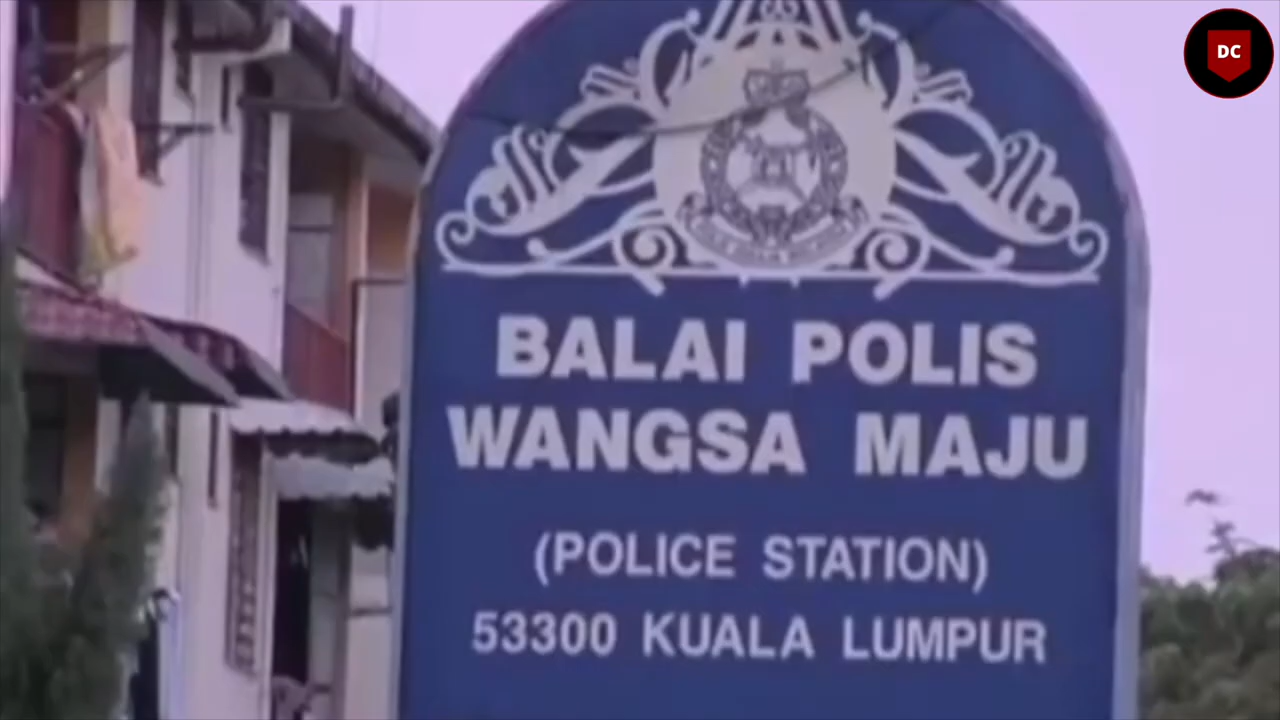 DC
BALAI POLIS
WANGSA MAJU
(POLICE STATION)
53300 KUALA LUMPUR